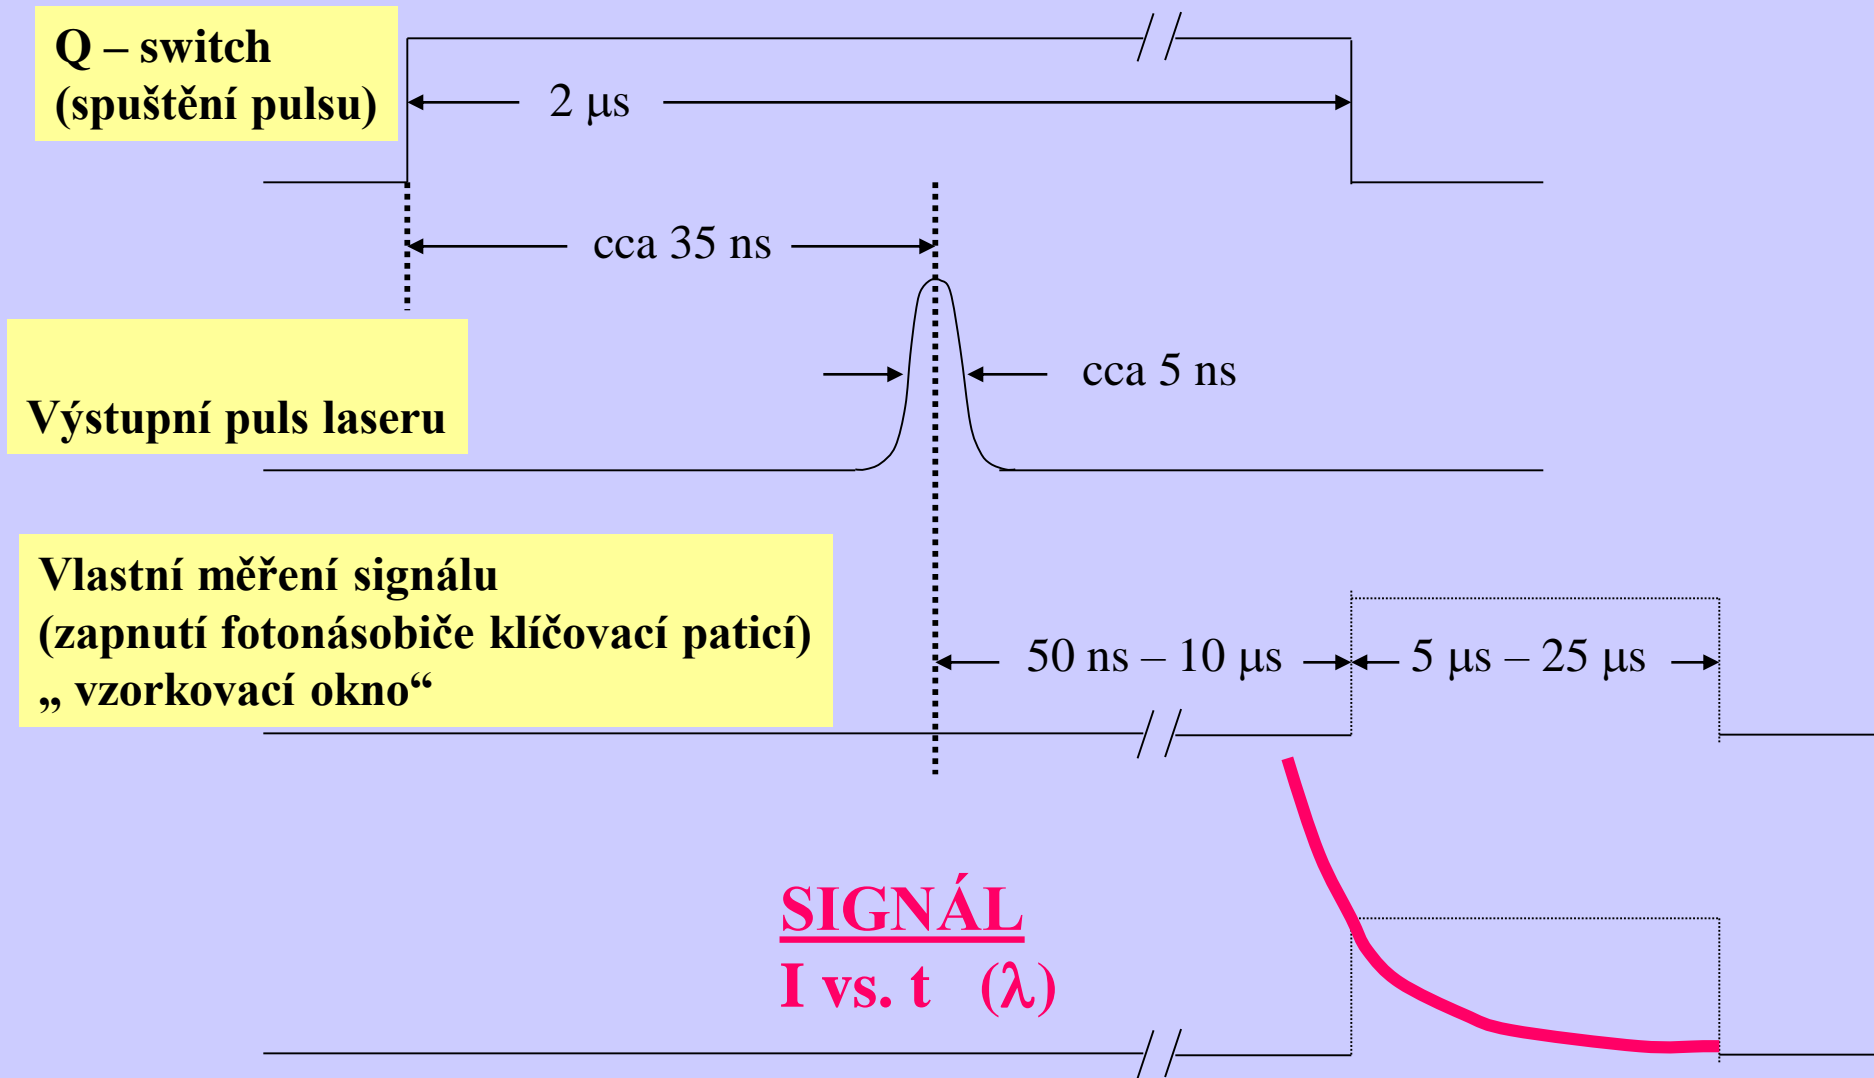 Q – switch
(spuštění pulsu)
2 μs
cca 35 ns
Výstupní puls laseru
cca 5 ns
Vlastní měření signálu
(zapnutí fotonásobiče klíčovací paticí)
„ vzorkovací okno“
50 ns – 10 μs
5 μs – 25 μs
SIGNÁL
I vs. t (λ)